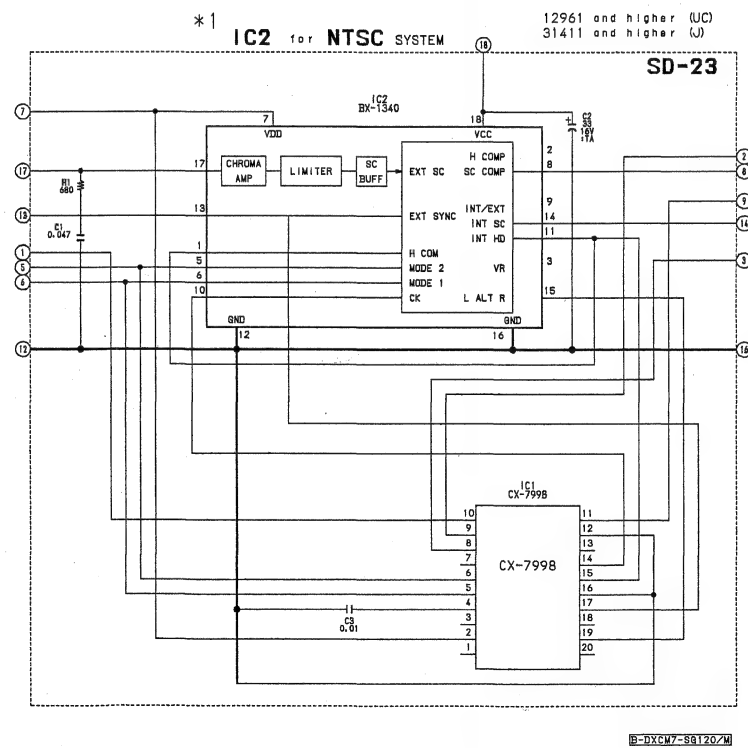 *1
IC2 for NTSC SYSTEM
12961 and higher (UC)
31411 and higher (J)
18
SD-23
7
IC2
BX-1340
7
VDD
18
VCC
C2
33
16V
:TA
17
R1
680
17
CHROMA AMP
LIMITER
SC BUFF
EXT SC
H COMP
2
SC COMP
8
2
8
13
13
EXT SYNC
INT/EXT
9
INT SC
14
INT HD
11
9
14
C1
0.047
1
5
6
1
H COM
5
MODE 2
6
MODE 1
10
CK
VR
3
L ALT R
15
3
GND
12
GND
16
12
16
IC1
CX-7998
CX-7998
10
9
8
7
6
5
4
3
2
1
11
12
13
14
15
16
17
18
19
20
C3
0.01
B-DXCM7-SG120/M